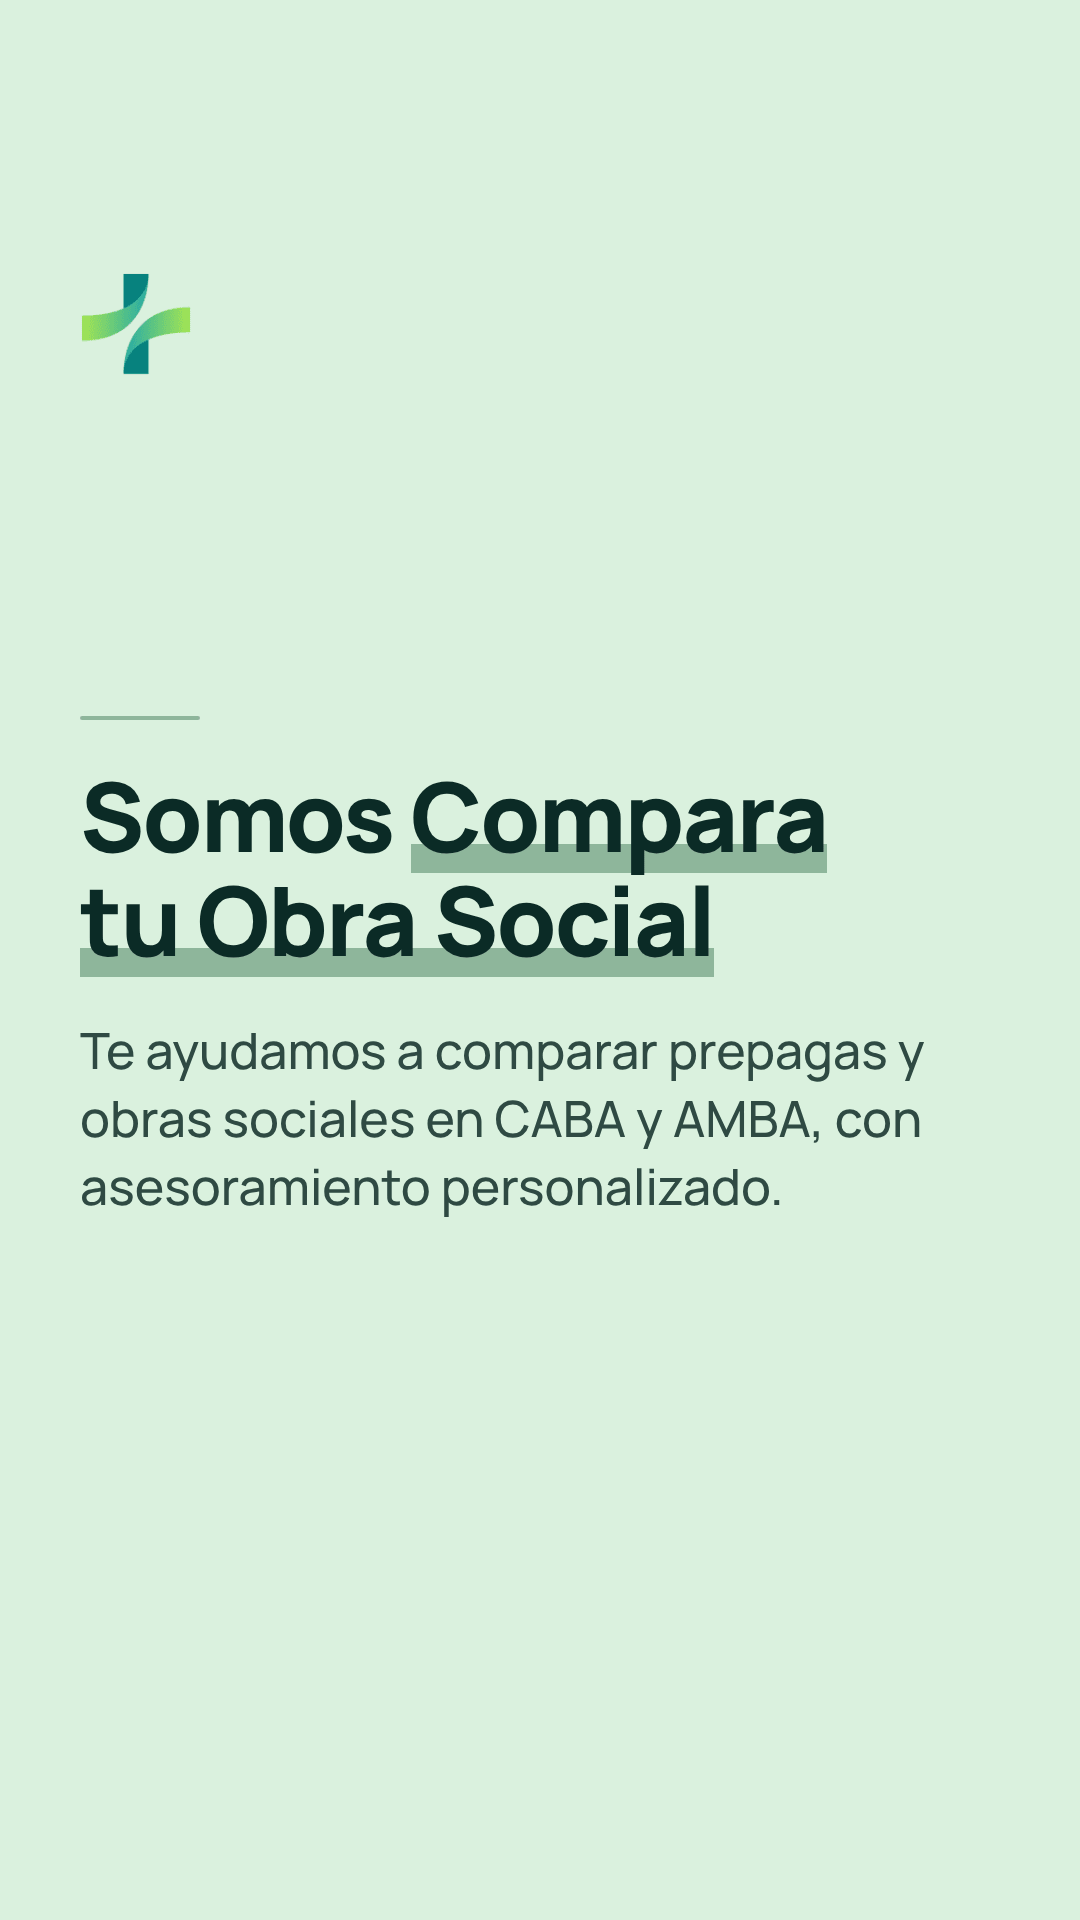 Somos Compara
tu Obra Social
Te ayudamos a comparar prepagas y
obras sociales en CABA y AMBA, con
asesoramiento personalizado.